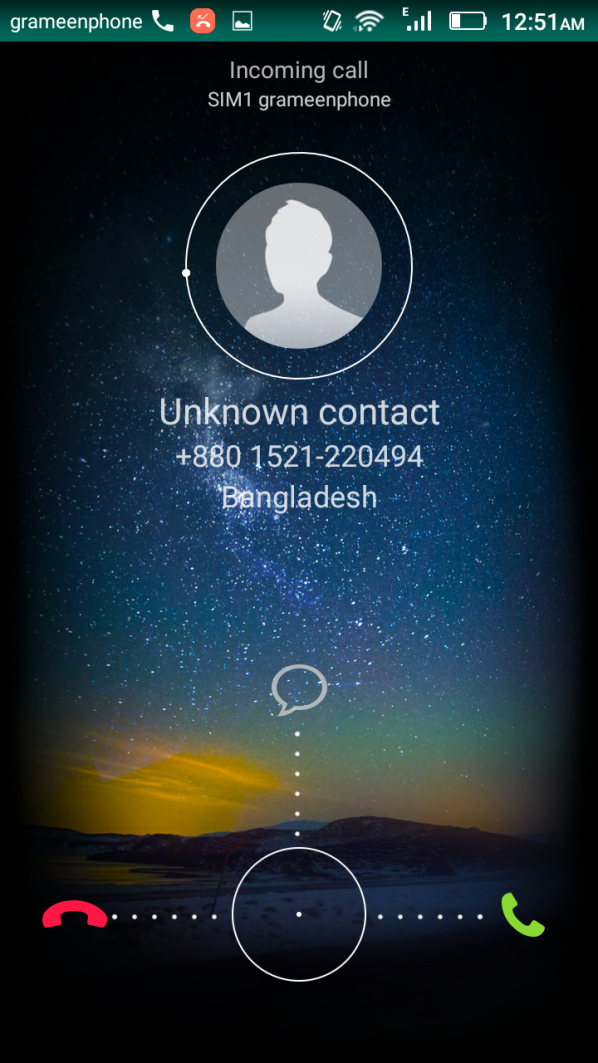 grameenphone E 12:51AM
Incoming call
SIM1 grameenphone
Unknown contact
+880 1521-220494
Bangladesh